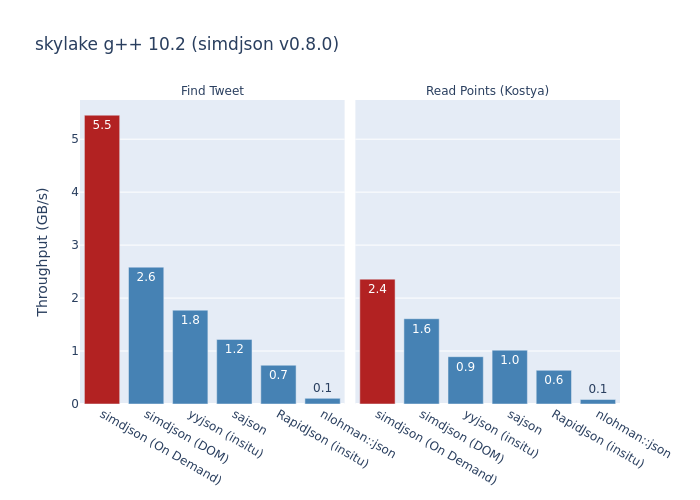 skylake g++ 10.2 (simdjson v0.8.0)
Find Tweet
Read Points (Kostya)
Throughput (GB/s)
5
4
3
2
1
0
5.5
2.6
1.8
1.2
0.7
0.1
2.4
1.6
0.9
1.0
0.6
0.1
simdjson (On Demand)
simdjson (DOM)
yyjson (insitu)
sajson
RapidJson (insitu)
nlohman::json
simdjson (On Demand)
simdjson (DOM)
yyjson (insitu)
sajson
RapidJson (insitu)
nlohman::json